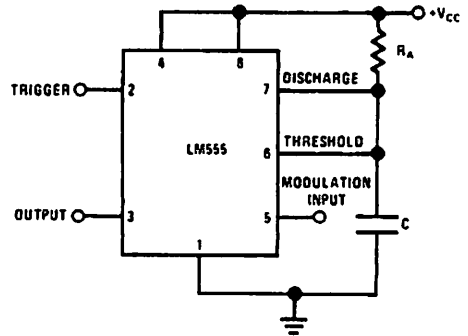 +VCC
4
8
RA
DISCHARGE
TRIGGER
2
7
THRESHOLD
LM555
6
MODULATION
INPUT
OUTPUT
3
5
C
1